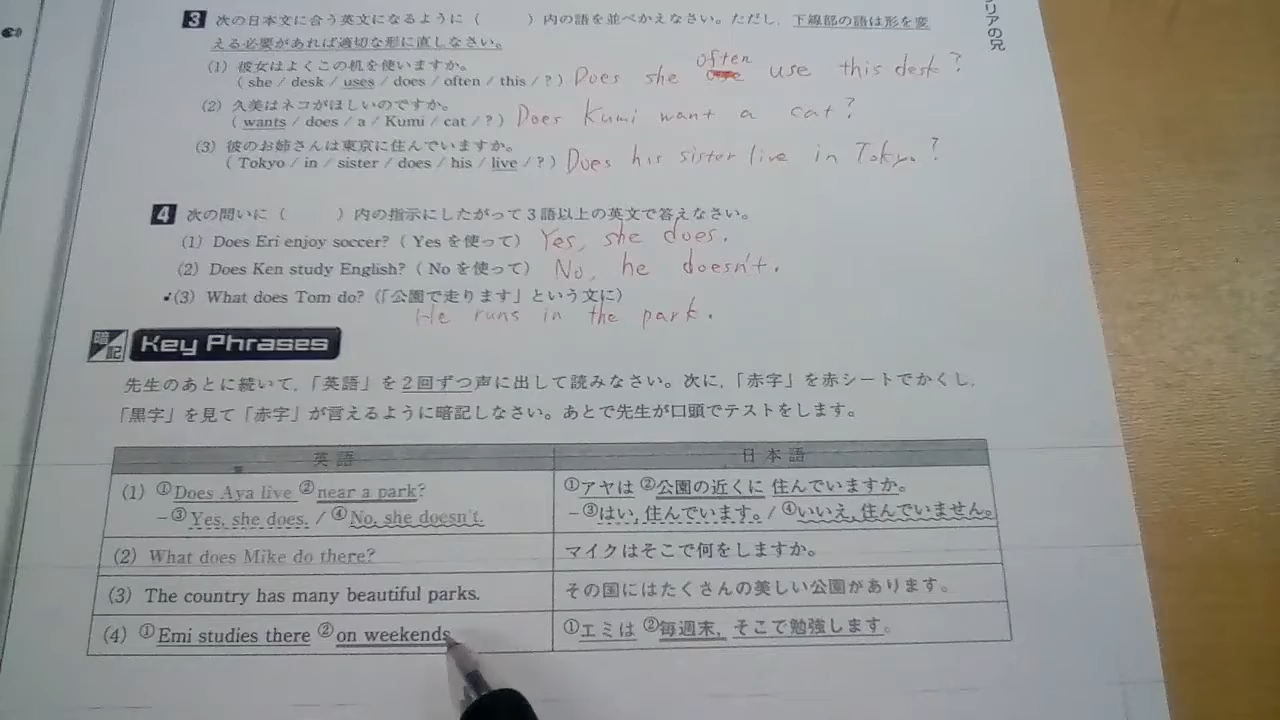 3 次の日本文に合う英文になるように（　　）内の語を並べかえなさい。ただし，下線部の語は形を変
える必要があれば適切な形に直しなさい。
(1) 彼女はよくこの机を使いますか。
( she / desk / uses / does / often / this / ? ) Does she often use this desk?
(2) 久美はネコがほしいのですか。
( wants / does / a / Kumi / cat / ? ) Does Kumi want a cat?
(3) 彼のお姉さんは東京に住んでいますか。
( Tokyo / in / sister / does / his / live / ? ) Does his sister live in Tokyo?
4 次の問いに（　　）内の指示にしたがって3語以上の英文で答えなさい。
(1) Does Eri enjoy soccer?（Yesを使って） Yes, she does.
(2) Does Ken study English?（Noを使って） No, he doesn't.
(3) What does Tom do?（「公園で走ります」という文に）
He runs in the park.
暗記 Key Phrases
先生のあとに続いて，「英語」を2回ずつ声に出して読みなさい。次に，「赤字」を赤シートでかくし，
「黒字」を見て「赤字」が言えるように暗記しなさい。あとで先生が口頭でテストをします。
英語 日本語
(1) ①Does Aya live ②near a park? ①アヤは ②公園の近くに 住んでいますか。
－③Yes, she does. / ④No, she doesn't. －③はい，住んでいます。/ ④いいえ，住んでいません。
(2) What does Mike do there? マイクはそこで何をしますか。
(3) The country has many beautiful parks. その国にはたくさんの美しい公園があります。
(4) ①Emi studies there ②on weekends ①エミは ②毎週末，そこで勉強します。
リアの兄